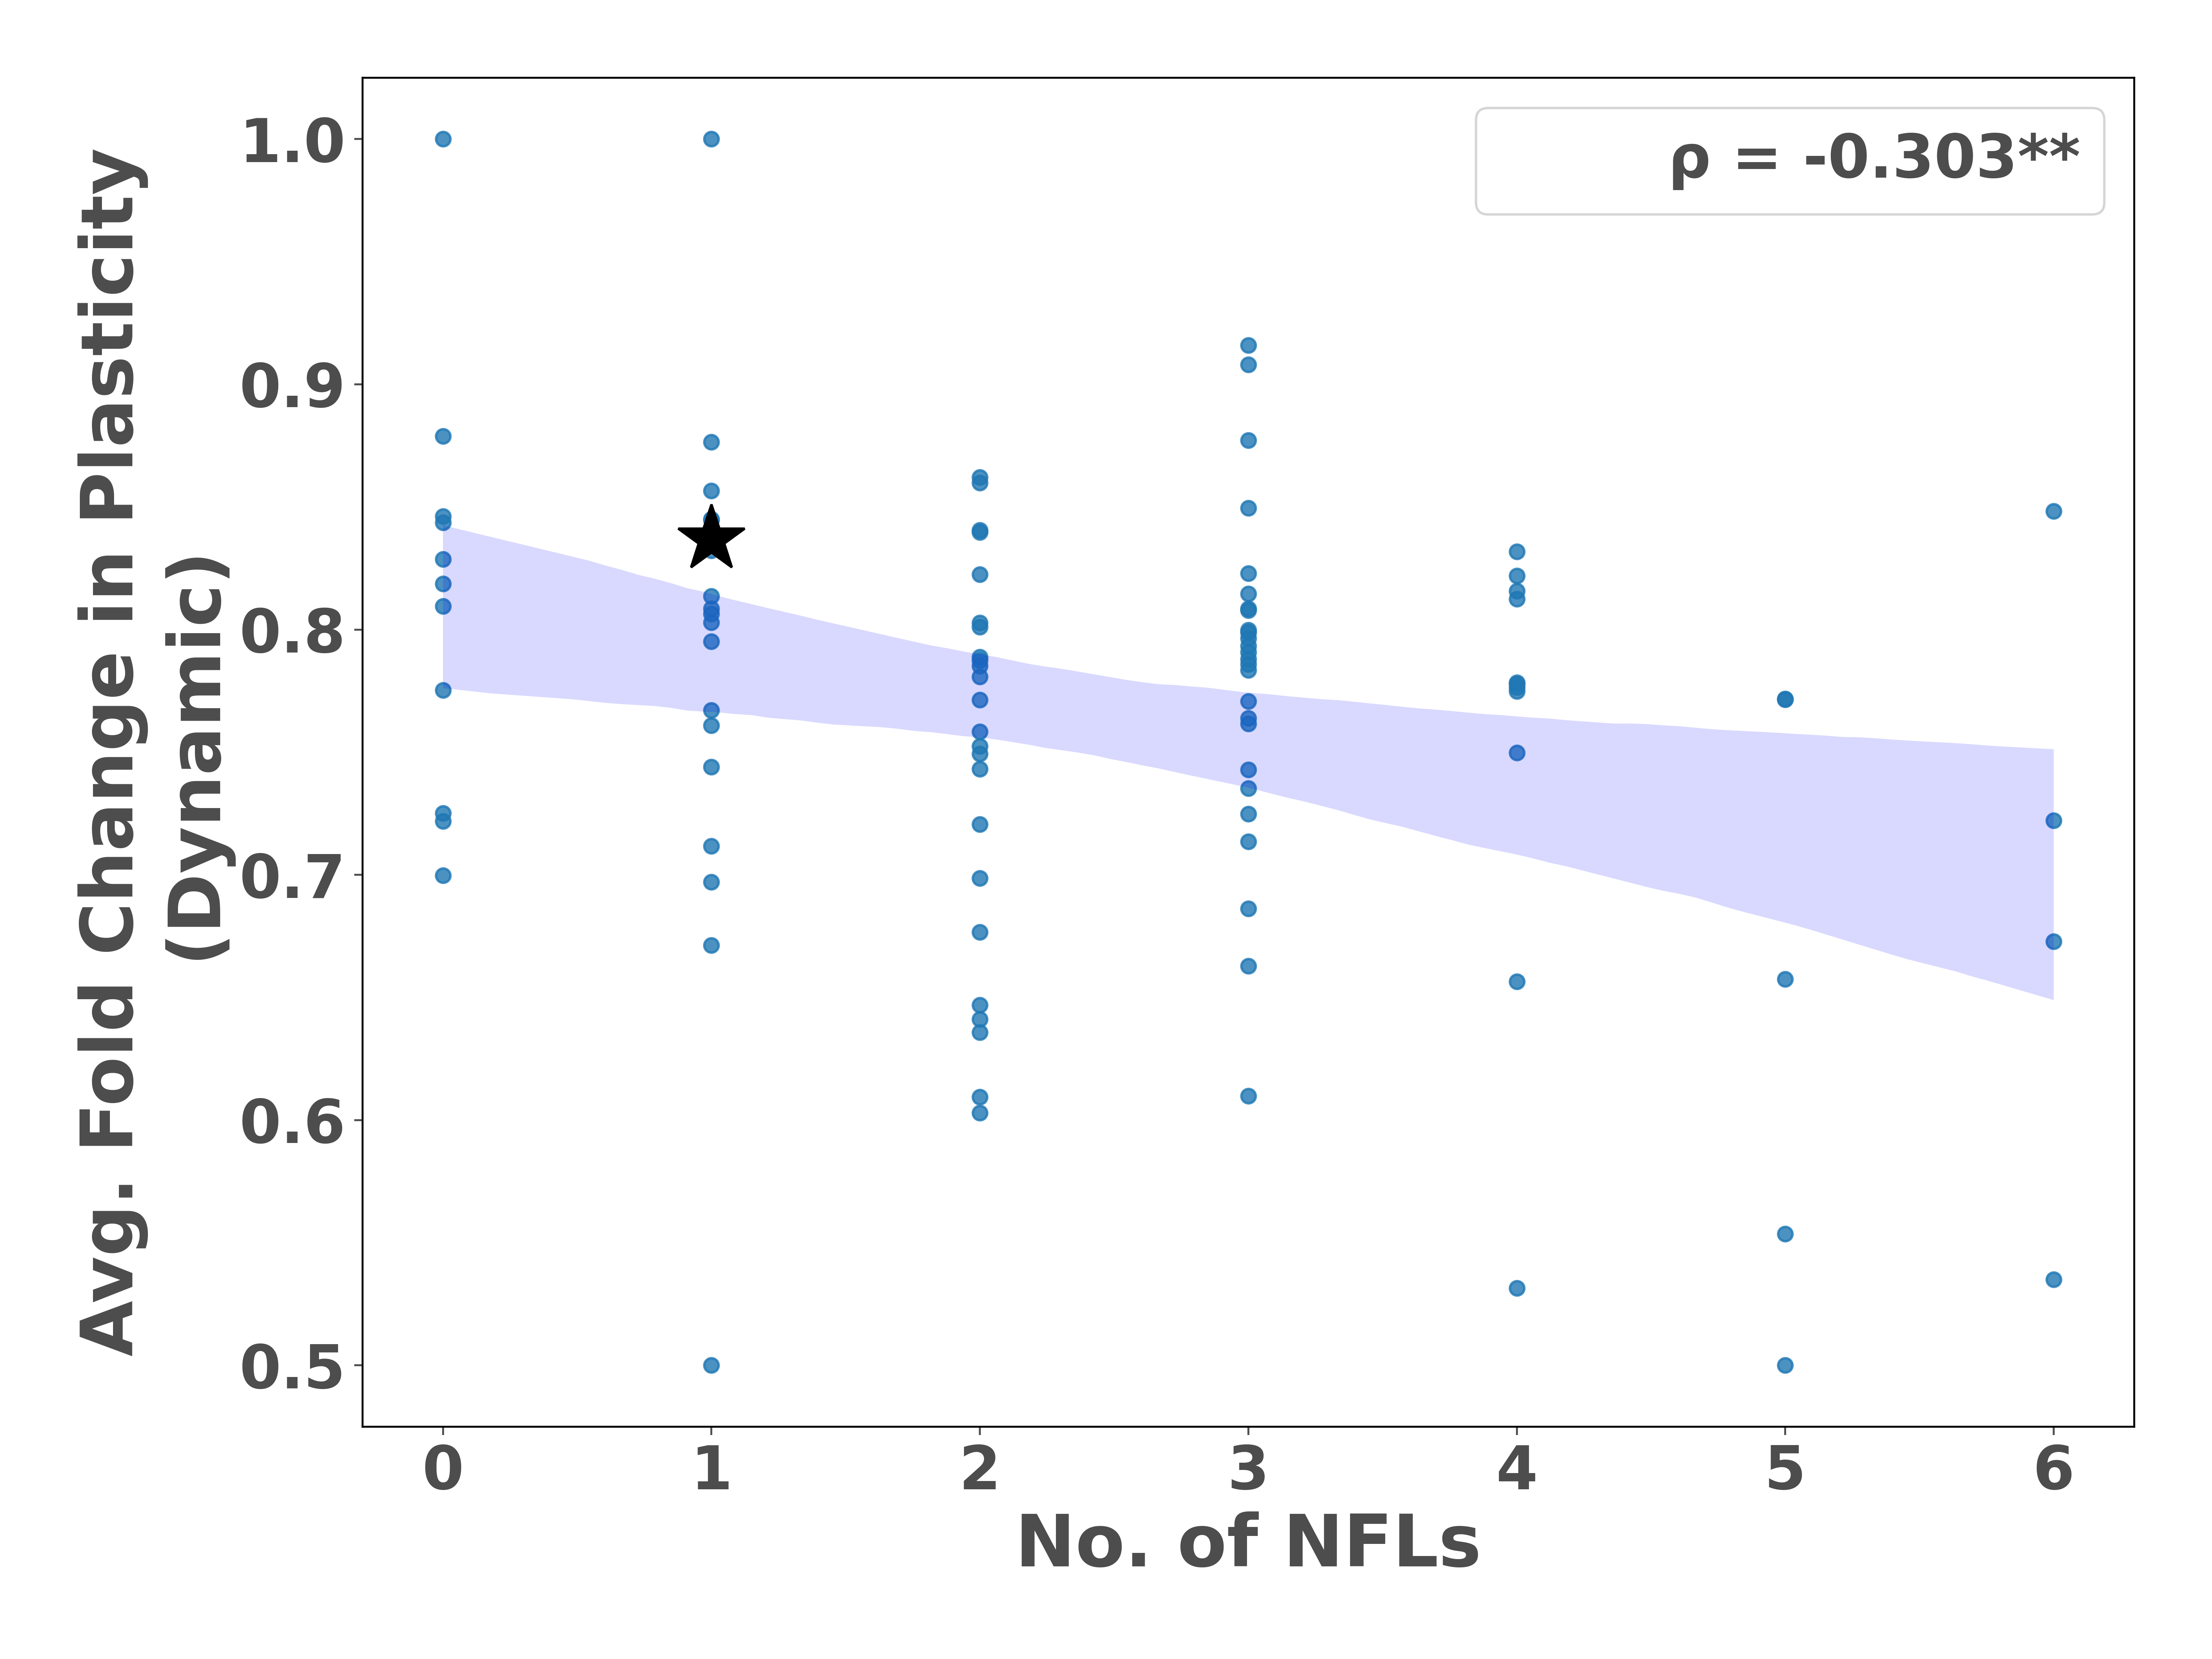 ρ = -0.303**
Avg. Fold Change in Plasticity
(Dynamic)
1.0
0.9
0.8
0.7
0.6
0.5
0 1 2 3 4 5 6
No. of NFLs